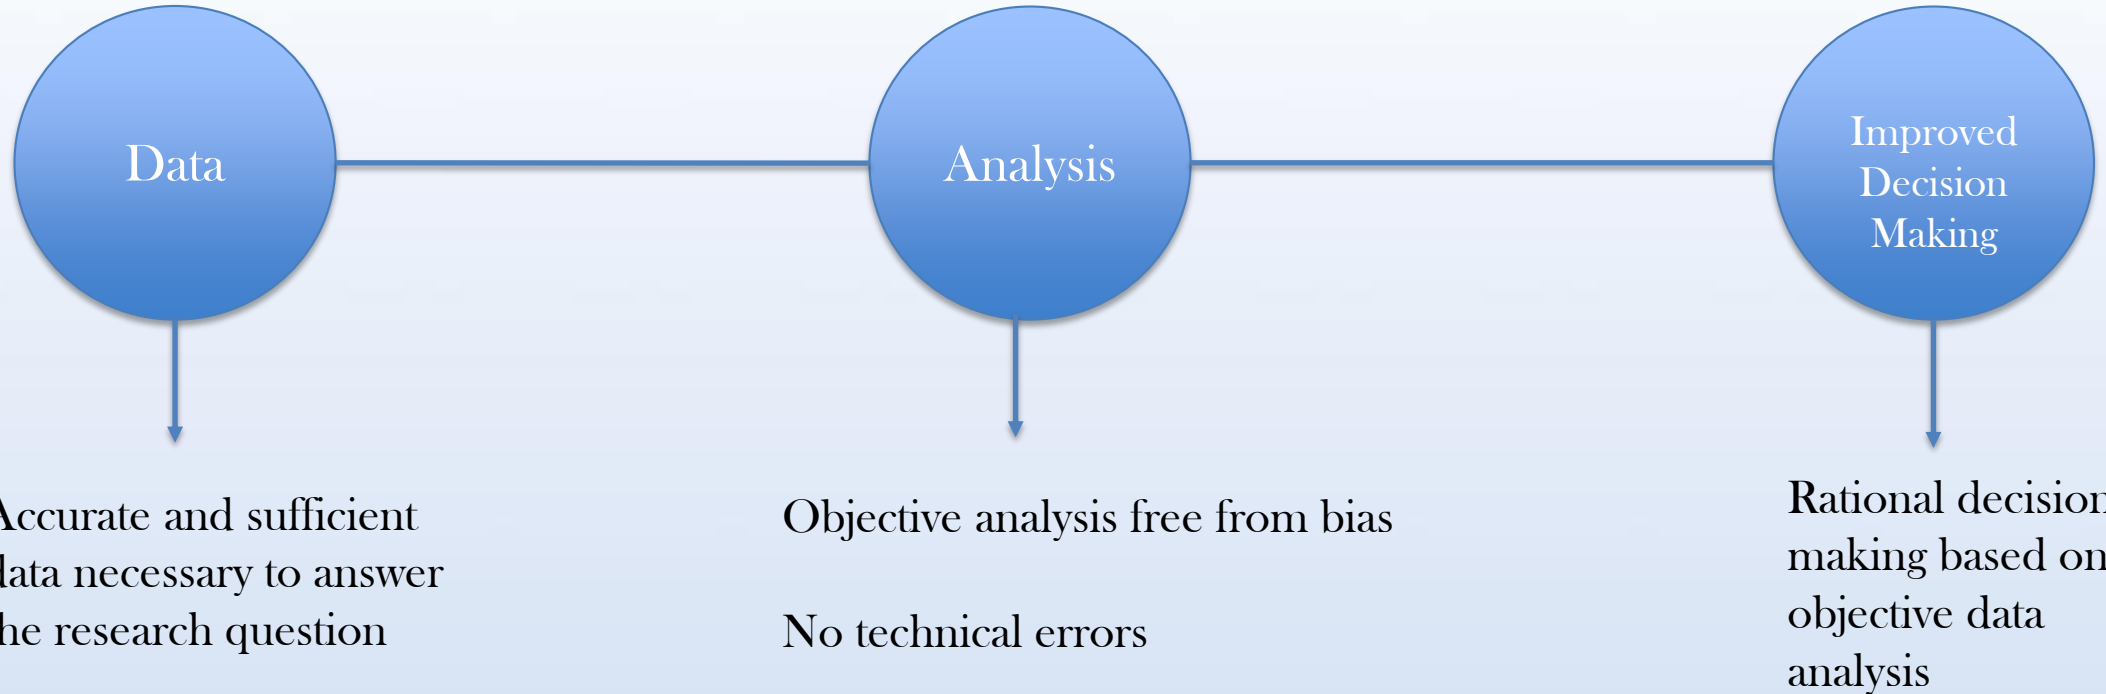 Data
Analysis
Improved
Decision
Making
Accurate and sufficient
data necessary to answer
the research question
Objective analysis free from bias
No technical errors
Rational decision
making based on
objective data
analysis